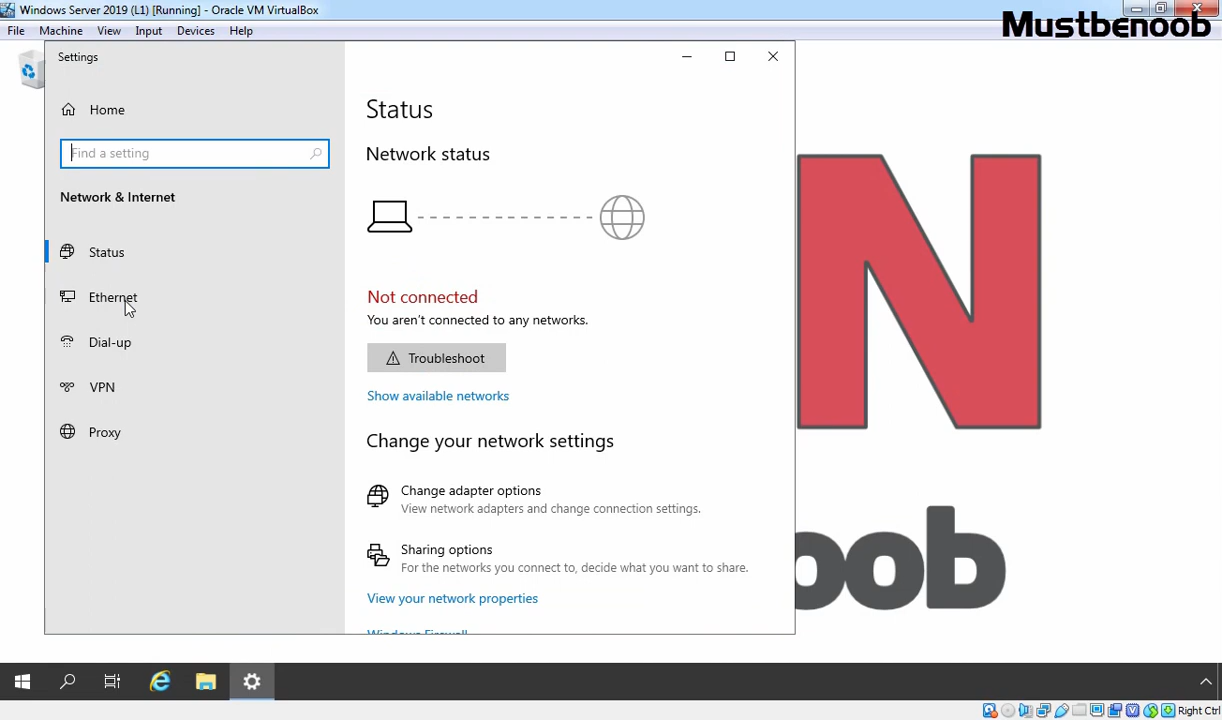 Windows Server 2019 (L1) [Running] - Oracle VM VirtualBox
File Machine View Input Devices Help
Mustbenoob
Settings
Home
Find a setting
Network & Internet
Status
Ethernet
Dial-up
VPN
Proxy
Status
Network status
Not connected
You aren't connected to any networks.
Troubleshoot
Show available networks
Change your network settings
Change adapter options
View network adapters and change connection settings.
Sharing options
For the networks you connect to, decide what you want to share.
View your network properties
Windows Firewall
N
oob
Right Ctrl